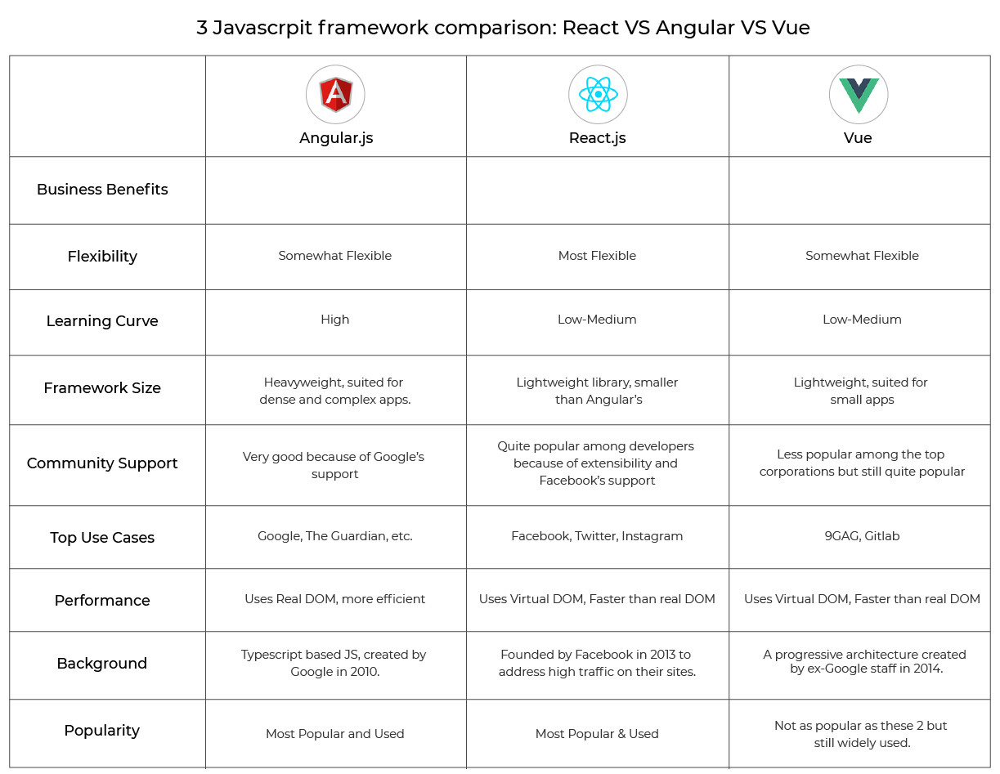 3 Javascrpit framework comparison: React VS Angular VS Vue
Angular.js
React.js
Vue
Business Benefits
Flexibility
Somewhat Flexible
Most Flexible
Somewhat Flexible
Learning Curve
High
Low-Medium
Low-Medium
Framework Size
Heavyweight, suited for
dense and complex apps.
Lightweight library, smaller
than Angular's
Lightweight, suited for
small apps
Community Support
Very good because of Google's
support
Quite popular among developers
because of extensibility and
Facebook's support
Less popular among the top
corporations but still quite popular
Top Use Cases
Google, The Guardian, etc.
Facebook, Twitter, Instagram
9GAG, Gitlab
Performance
Uses Real DOM, more efficient
Uses Virtual DOM, Faster than real DOM
Uses Virtual DOM, Faster than real DOM
Background
Typescript based JS, created by
Google in 2010.
Founded by Facebook in 2013 to
address high traffic on their sites.
A progressive architecture created
by ex-Google staff in 2014.
Popularity
Most Popular and Used
Most Popular & Used
Not as popular as these 2 but
still widely used.